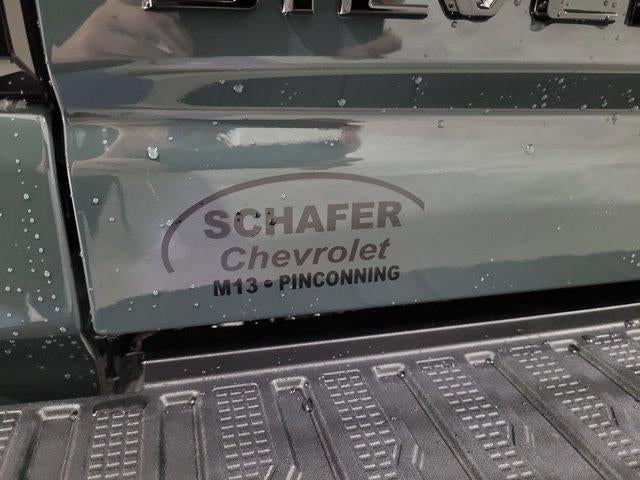 SCHAFER
Chevrolet
M13 • PINCONNING